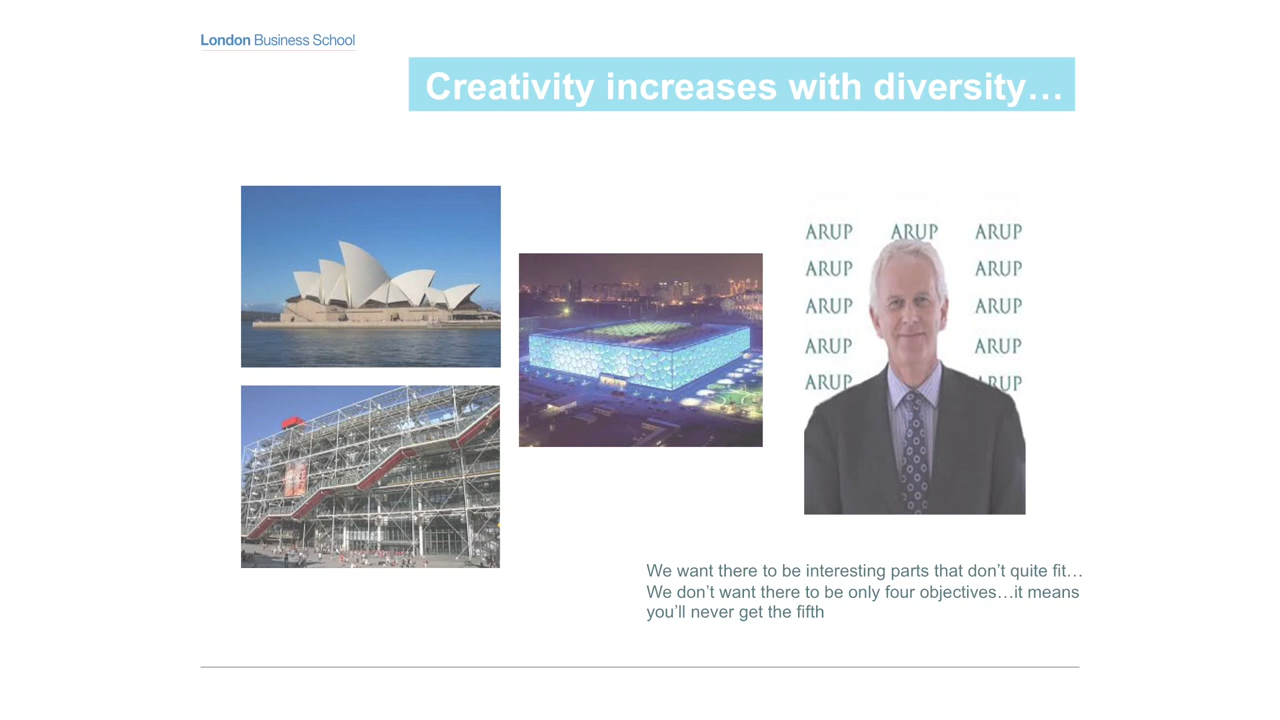 London Business School
Creativity increases with diversity…
ARUP ARUP ARUP
ARUP ARUP
ARUP ARUP
ARUP ARUP
ARUP ARUP
We want there to be interesting parts that don’t quite fit…
We don’t want there to be only four objectives…it means
you’ll never get the fifth